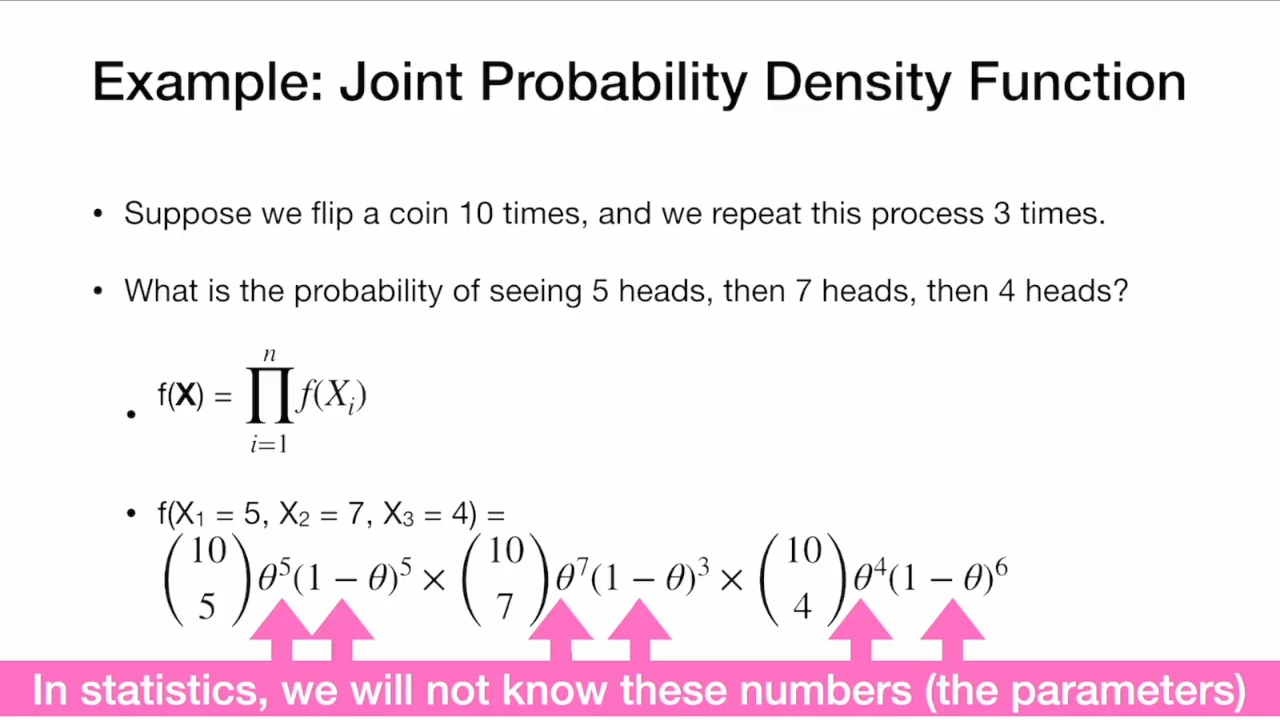 Example: Joint Probability Density Function
• Suppose we flip a coin 10 times, and we repeat this process 3 times.
• What is the probability of seeing 5 heads, then 7 heads, then 4 heads?
• f(X) = ∏ⁿᵢ₌₁ f(Xᵢ)
• f(X₁ = 5, X₂ = 7, X₃ = 4) =
(10 5) θ⁵(1 − θ)⁵ × (10 7) θ⁷(1 − θ)³ × (10 4) θ⁴(1 − θ)⁶
In statistics, we will not know these numbers (the parameters)